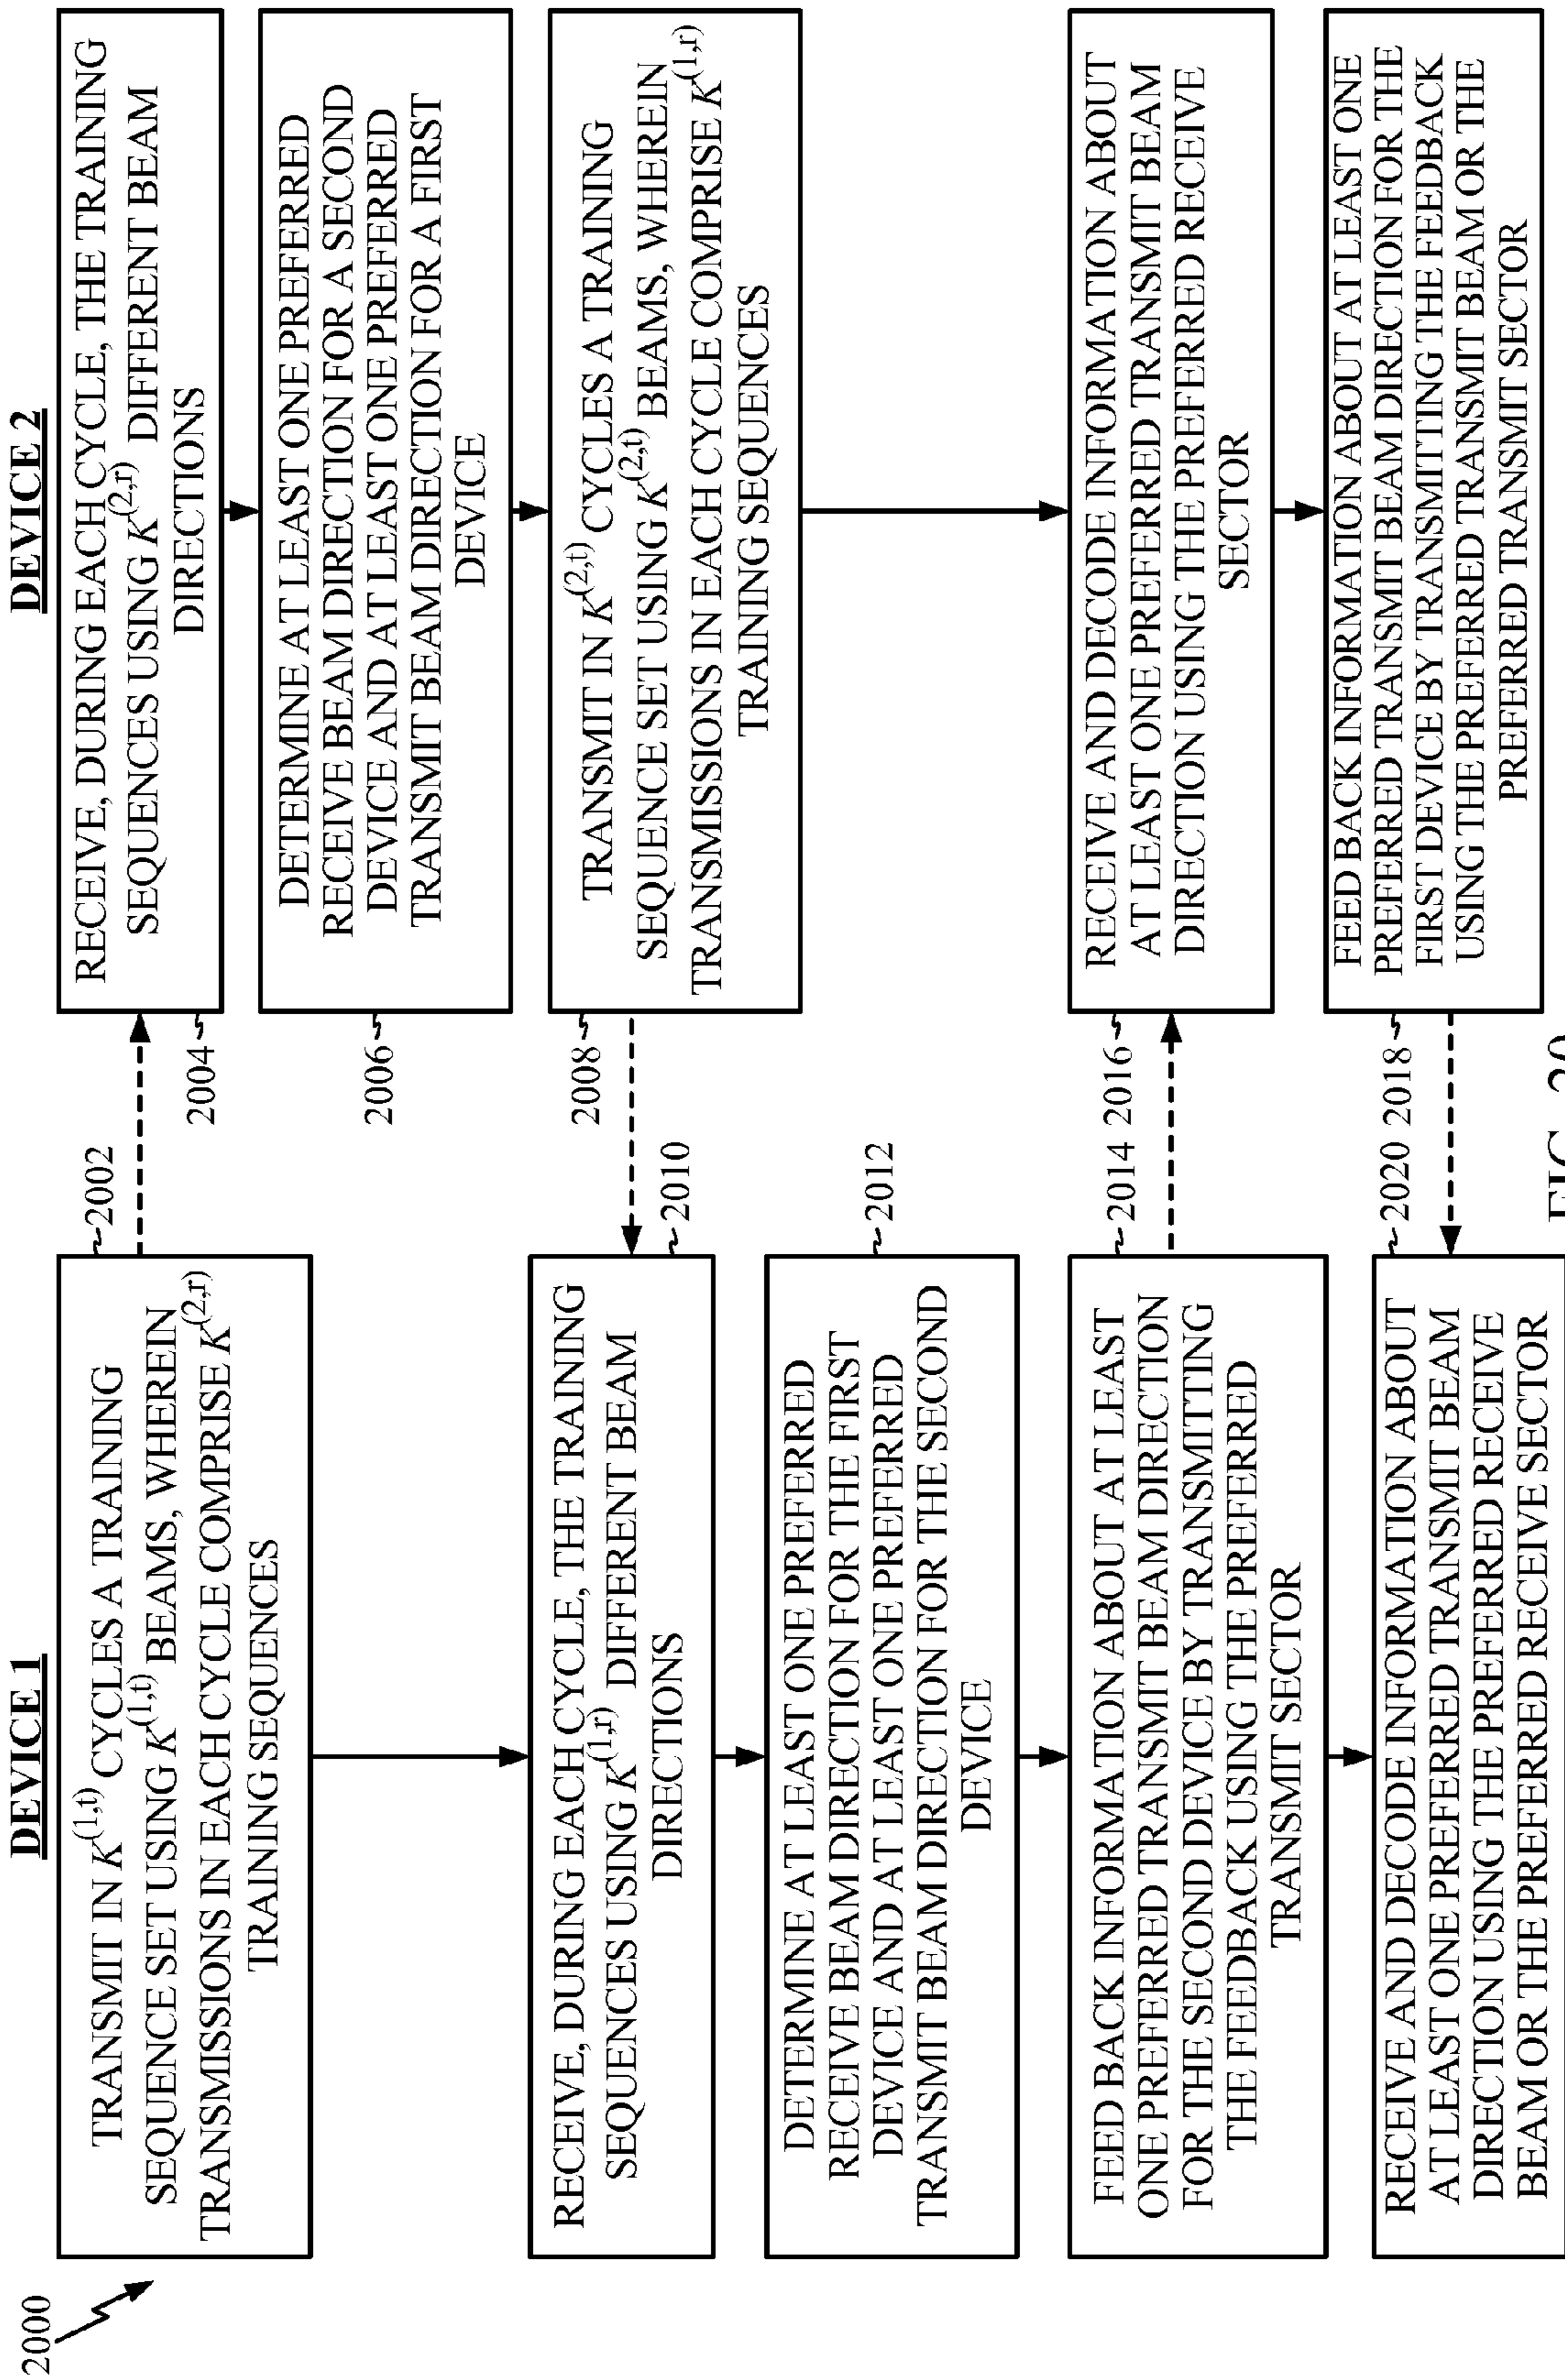 2000
DEVICE 1
TRANSMIT IN K^(1,t) CYCLES A TRAINING
SEQUENCE SET USING K^(1,t) BEAMS, WHEREIN
TRANSMISSIONS IN EACH CYCLE COMPRISE K^(2,r)
TRAINING SEQUENCES
2002
RECEIVE, DURING EACH CYCLE, THE TRAINING
SEQUENCES USING K^(1,r) DIFFERENT BEAM
DIRECTIONS
2010
DETERMINE AT LEAST ONE PREFERRED
RECEIVE BEAM DIRECTION FOR THE FIRST
DEVICE AND AT LEAST ONE PREFERRED
TRANSMIT BEAM DIRECTION FOR THE SECOND
DEVICE
2012
FEED BACK INFORMATION ABOUT AT LEAST
ONE PREFERRED TRANSMIT BEAM DIRECTION
FOR THE SECOND DEVICE BY TRANSMITTING
THE FEEDBACK USING THE PREFERRED
TRANSMIT SECTOR
2014
RECEIVE AND DECODE INFORMATION ABOUT
AT LEAST ONE PREFERRED TRANSMIT BEAM
DIRECTION USING THE PREFERRED RECEIVE
BEAM OR THE PREFERRED RECEIVE SECTOR
2020
DEVICE 2
RECEIVE, DURING EACH CYCLE, THE TRAINING
SEQUENCES USING K^(2,r) DIFFERENT BEAM
DIRECTIONS
2004
DETERMINE AT LEAST ONE PREFERRED
RECEIVE BEAM DIRECTION FOR A SECOND
DEVICE AND AT LEAST ONE PREFERRED
TRANSMIT BEAM DIRECTION FOR A FIRST
DEVICE
2006
TRANSMIT IN K^(2,t) CYCLES A TRAINING
SEQUENCE SET USING K^(2,t) BEAMS, WHEREIN
TRANSMISSIONS IN EACH CYCLE COMPRISE K^(1,r)
TRAINING SEQUENCES
2008
RECEIVE AND DECODE INFORMATION ABOUT
AT LEAST ONE PREFERRED TRANSMIT BEAM
DIRECTION USING THE PREFERRED RECEIVE
SECTOR
2016
FEED BACK INFORMATION ABOUT AT LEAST ONE
PREFERRED TRANSMIT BEAM DIRECTION FOR THE
FIRST DEVICE BY TRANSMITTING THE FEEDBACK
USING THE PREFERRED TRANSMIT BEAM OR THE
PREFERRED TRANSMIT SECTOR
2018
FIG. 20